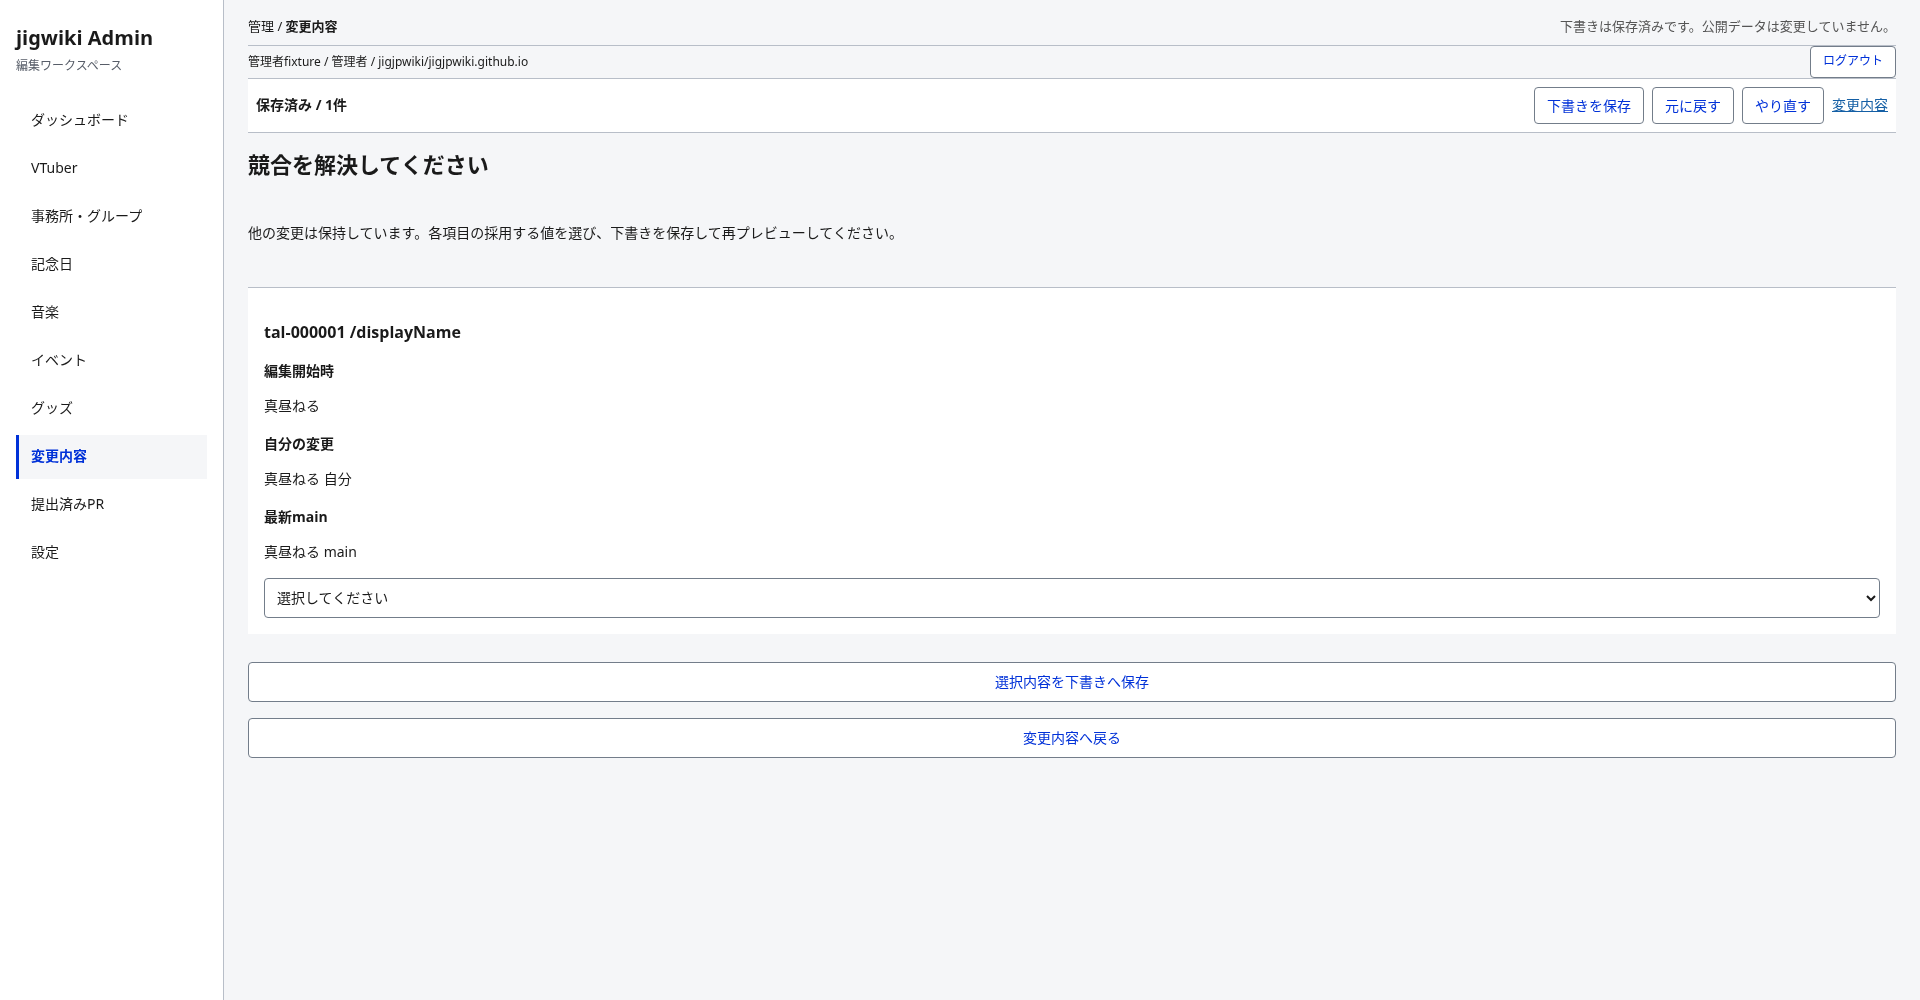 jigwiki Admin
編集ワークスペース
ダッシュボード
VTuber
事務所・グループ
記念日
音楽
イベント
グッズ
変更内容
提出済みPR
設定
管理 / 変更内容
下書きは保存済みです。公開データは変更していません。
管理者fixture / 管理者 / jigjpwiki/jigjpwiki.github.io
ログアウト
保存済み / 1件
下書きを保存
元に戻す
やり直す
変更内容
競合を解決してください
他の変更は保持しています。各項目の採用する値を選び、下書きを保存して再プレビューしてください。
tal-000001 /displayName
編集開始時
真昼ねる
自分の変更
真昼ねる 自分
最新main
真昼ねる main
選択してください
選択内容を下書きへ保存
変更内容へ戻る